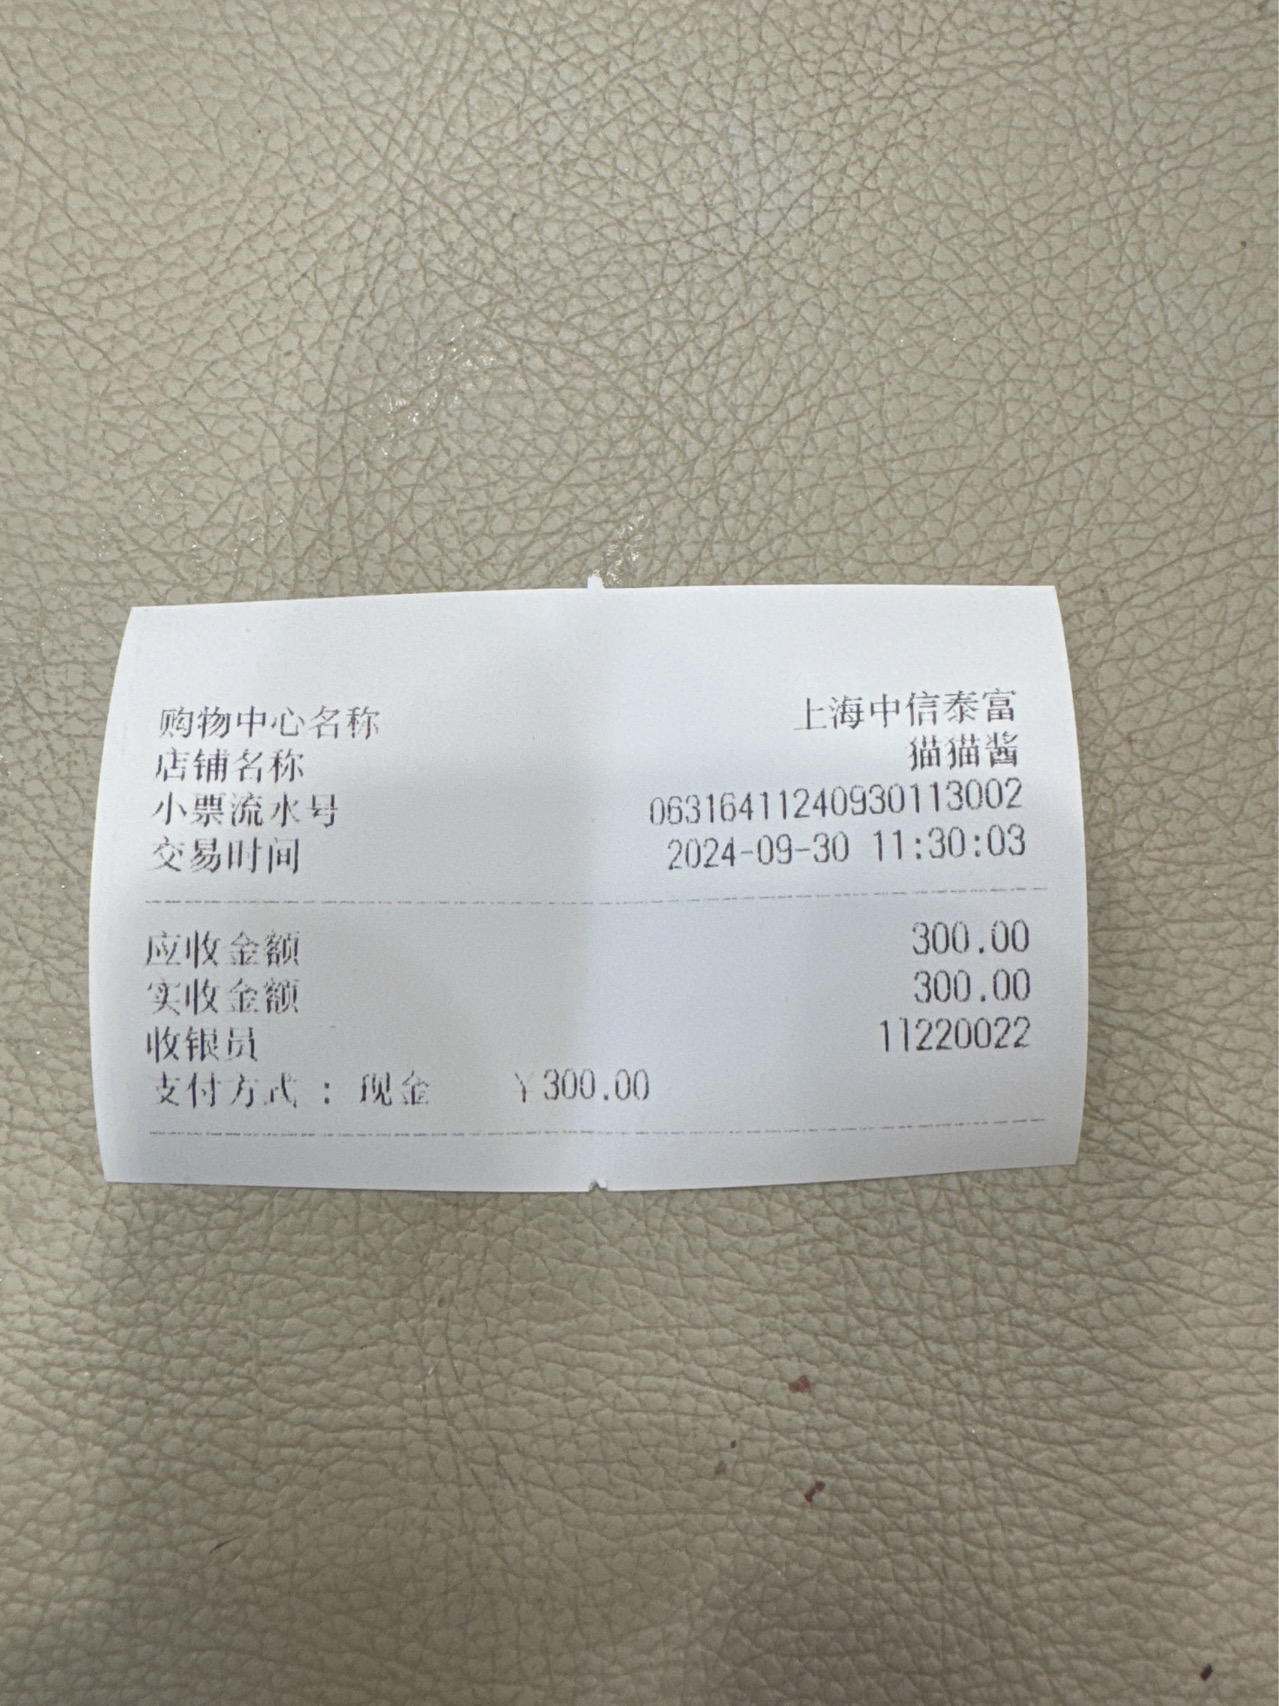 购物中心名称 上海中信泰富
店铺名称 猫猫酱
小票流水号 06316411240930113002
交易时间 2024-09-30 11:30:03
应收金额 300.00
实收金额 300.00
收银员 11220022
支付方式 : 现金 ¥300.00